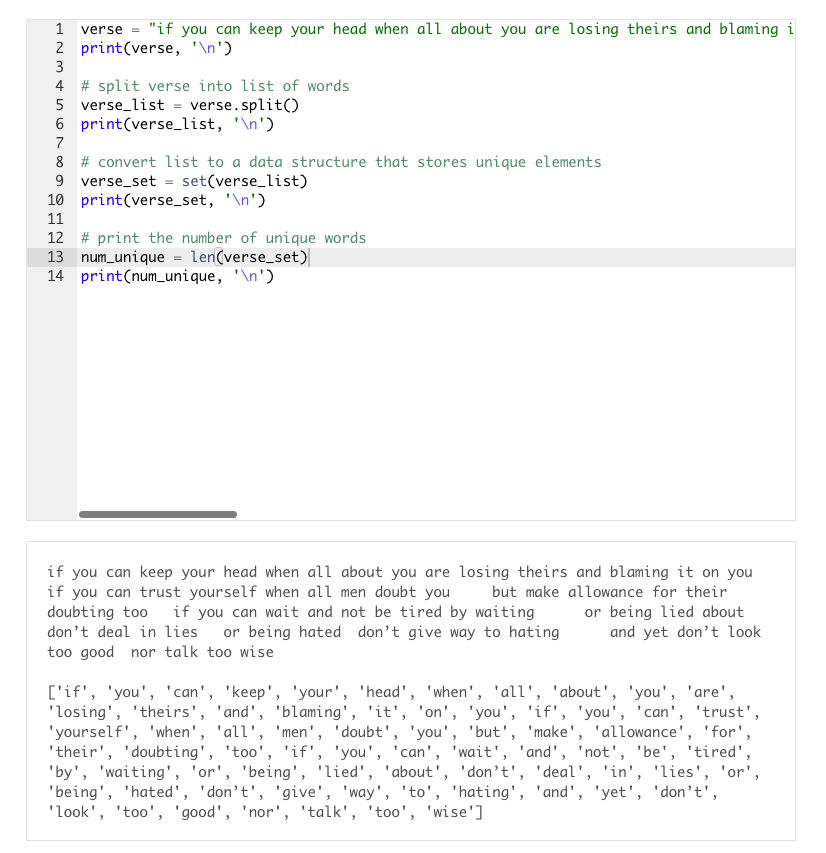 1 verse = "if you can keep your head when all about you are losing theirs and blaming i
2 print(verse, '\n')
3
4 # split verse into list of words
5 verse_list = verse.split()
6 print(verse_list, '\n')
7
8 # convert list to a data structure that stores unique elements
9 verse_set = set(verse_list)
10 print(verse_set, '\n')
11
12 # print the number of unique words
13 num_unique = len(verse_set)
14 print(num_unique, '\n')
if you can keep your head when all about you are losing theirs and blaming it on you
if you can trust yourself when all men doubt you     but make allowance for their
doubting too   if you can wait and not be tired by waiting      or being lied about
don’t deal in lies   or being hated  don’t give way to hating      and yet don’t look
too good  nor talk too wise
['if', 'you', 'can', 'keep', 'your', 'head', 'when', 'all', 'about', 'you', 'are',
'losing', 'theirs', 'and', 'blaming', 'it', 'on', 'you', 'if', 'you', 'can', 'trust',
'yourself', 'when', 'all', 'men', 'doubt', 'you', 'but', 'make', 'allowance', 'for',
'their', 'doubting', 'too', 'if', 'you', 'can', 'wait', 'and', 'not', 'be', 'tired',
'by', 'waiting', 'or', 'being', 'lied', 'about', 'don’t', 'deal', 'in', 'lies', 'or',
'being', 'hated', 'don’t', 'give', 'way', 'to', 'hating', 'and', 'yet', 'don’t',
'look', 'too', 'good', 'nor', 'talk', 'too', 'wise']